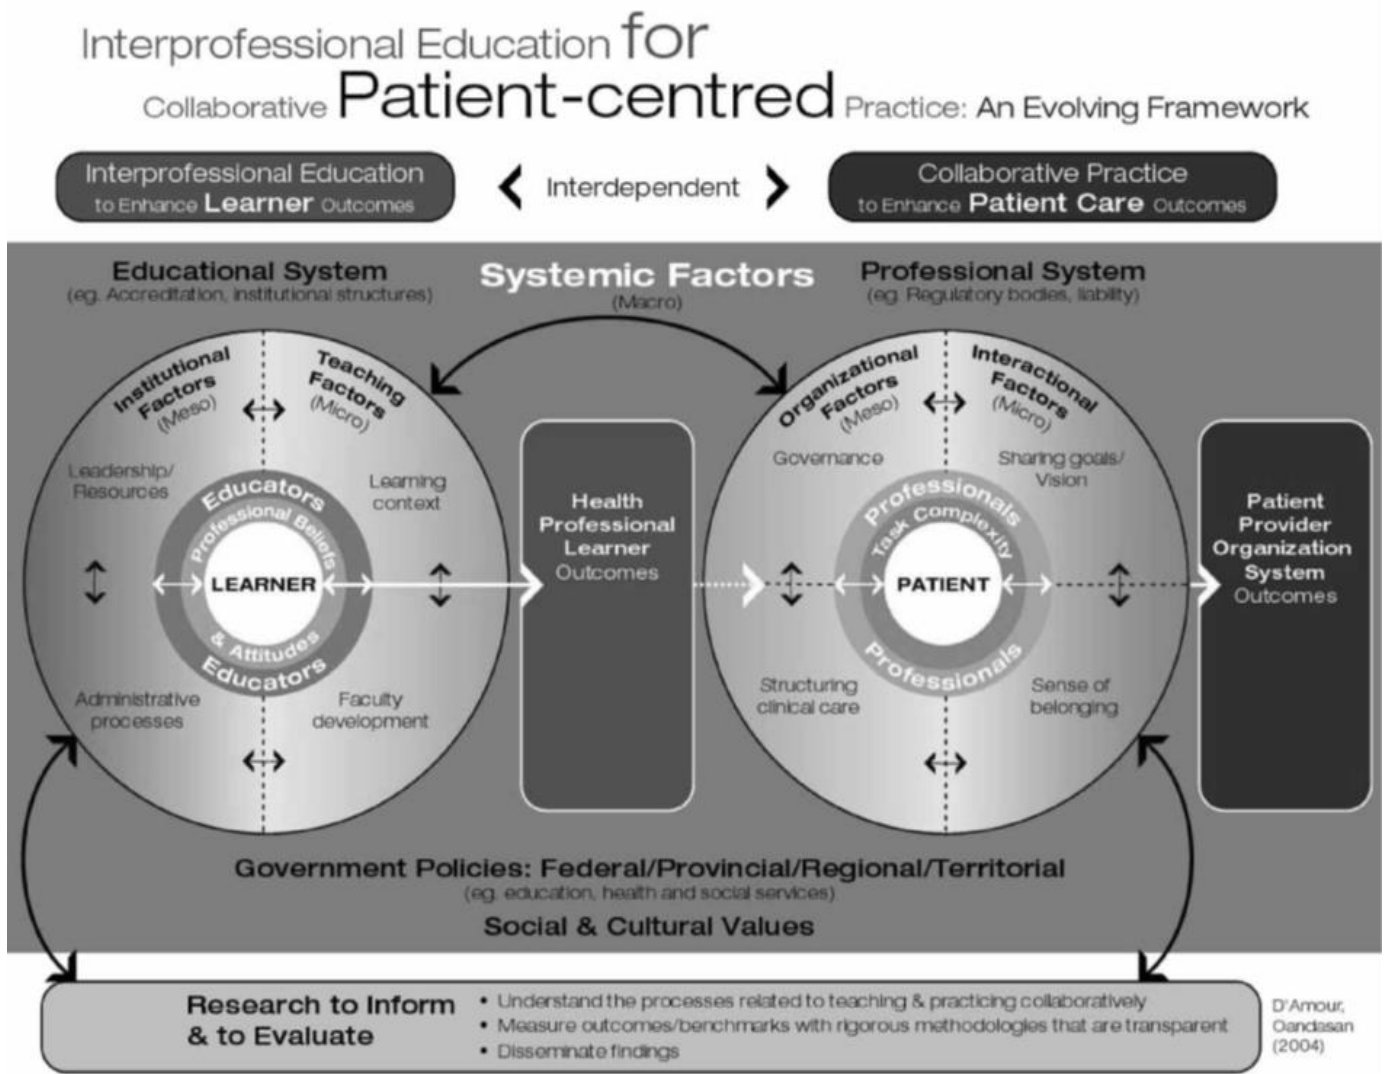 Interprofessional Education for
Collaborative Patient-centred Practice: An Evolving Framework
Interprofessional Education
to Enhance Learner Outcomes
Interdependent
Collaborative Practice
to Enhance Patient Care Outcomes
Educational System
(eg. Accreditation, institutional structures)
Systemic Factors
(Macro)
Professional System
(eg. Regulatory bodies, liability)
Institutional
Factors
(Meso)
Teaching
Factors
(Micro)
Leadership/
Resources
Learning
context
Educators
Professional Beliefs
LEARNER
& Attitudes
Educators
Administrative
processes
Faculty
development
Health
Professional
Learner
Outcomes
Organizational
Factors
(Meso)
Interactional
Factors
(Micro)
Governance
Sharing goals/
Vision
Professionals
Task Complexity
PATIENT
Professionals
Structuring
clinical care
Sense of
belonging
Patient
Provider
Organization
System
Outcomes
Government Policies: Federal/Provincial/Regional/Territorial
(eg. education, health and social services)
Social & Cultural Values
Research to Inform
& to Evaluate
• Understand the processes related to teaching & practicing collaboratively
• Measure outcomes/benchmarks with rigorous methodologies that are transparent
• Disseminate findings
D'Amour,
Oandasan
(2004)